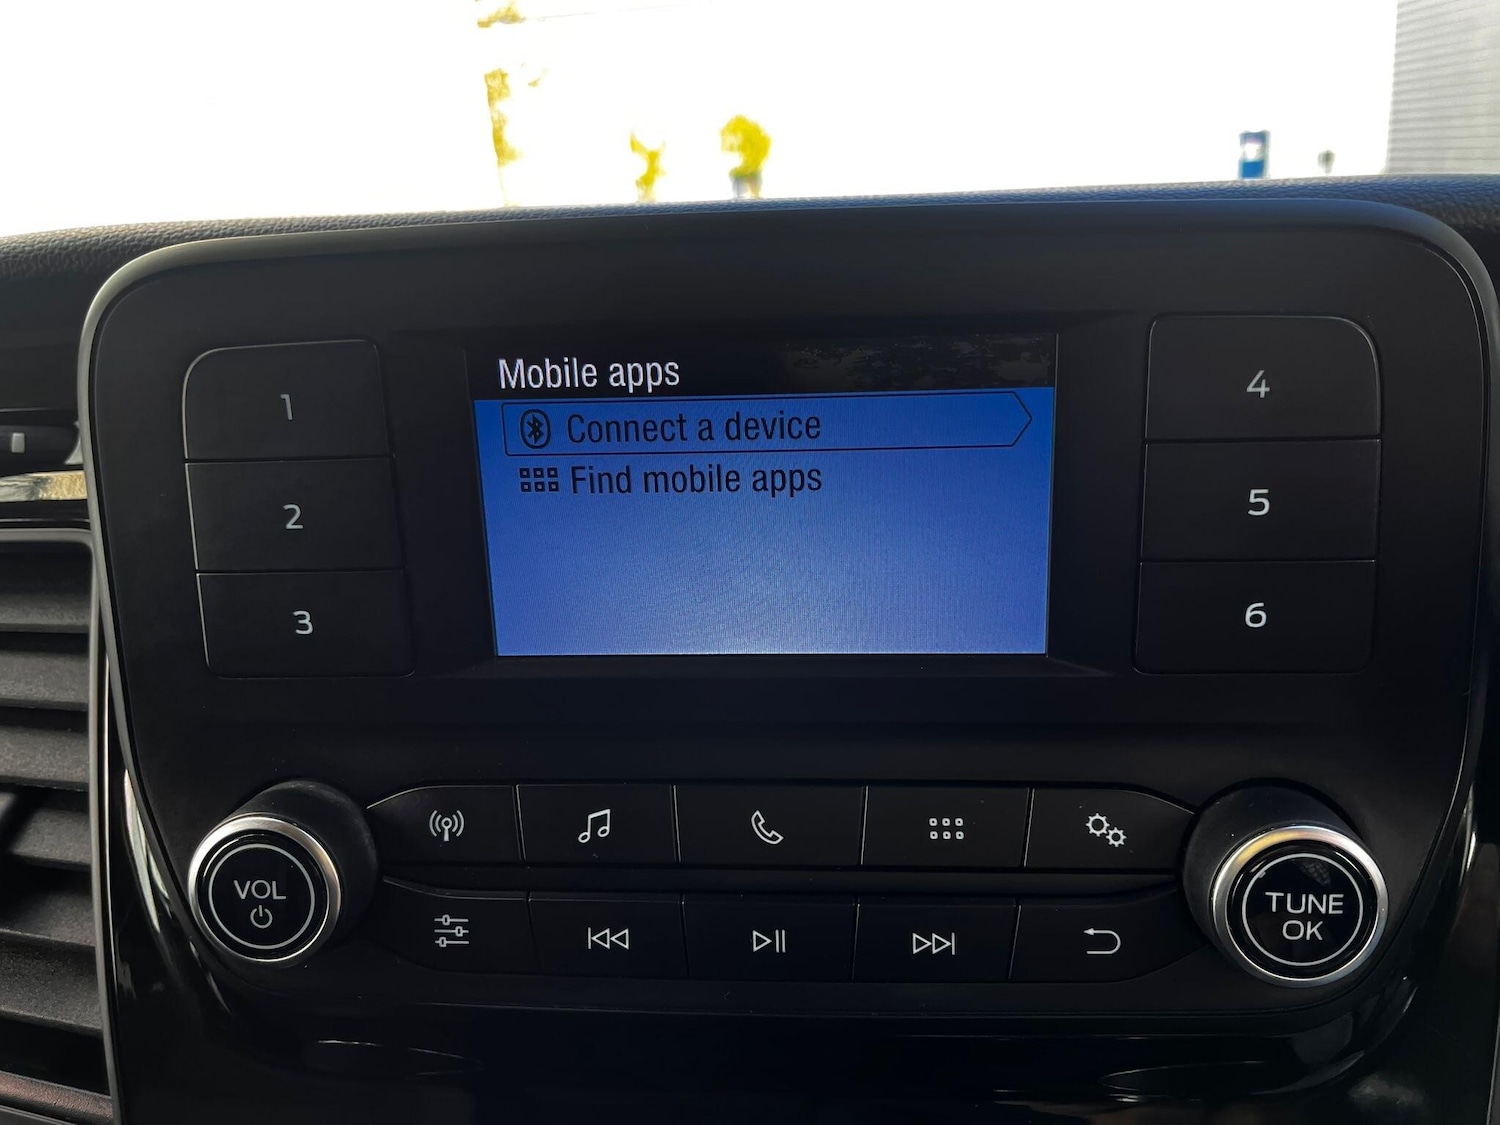 Mobile apps
Connect a device
Find mobile apps
1
2
3
4
5
6
VOL
TUNE
OK